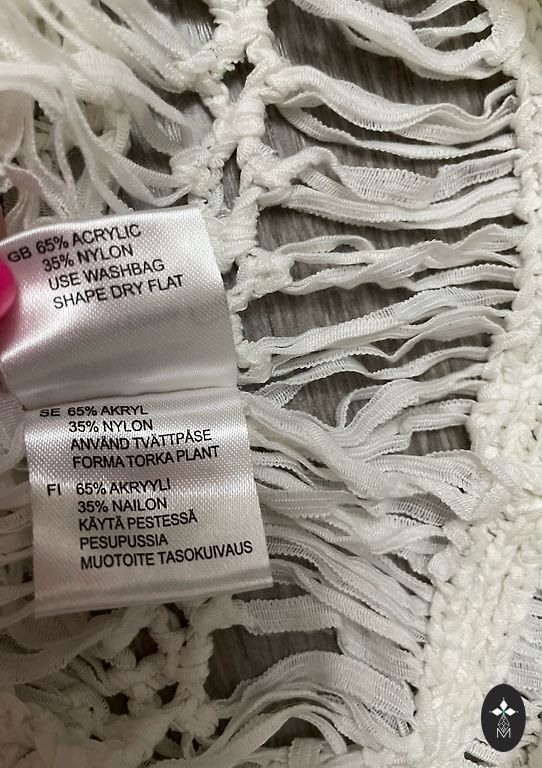 GB 65% ACRYLIC
35% NYLON
USE WASHBAG
SHAPE DRY FLAT
SE 65% AKRYL
35% NYLON
ANVÄND TVÄTTPÅSE
FORMA TORKA PLANT
FI 65% AKRYYLI
35% NAILON
KÄYTÄ PESTESSÄ
PESUPUSSIA
MUOTOITE TASOKUIVAUS
M